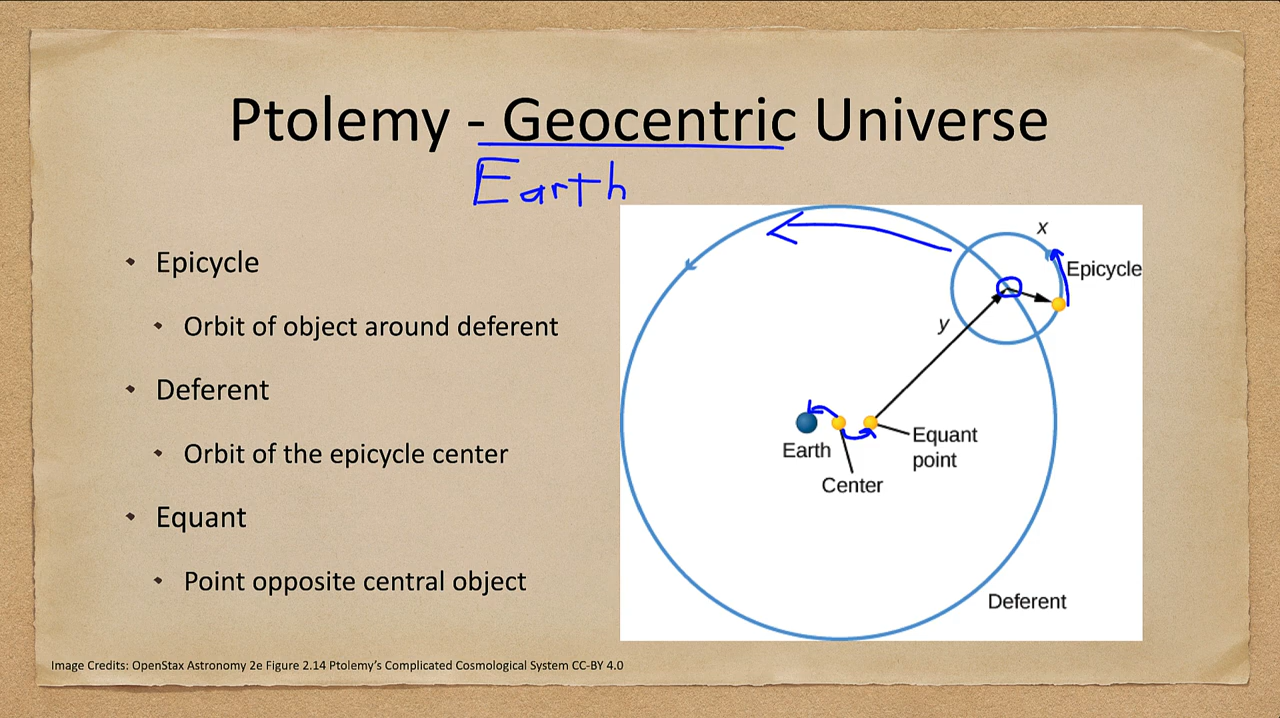 Ptolemy - Geocentric Universe
Earth
• Epicycle
• Orbit of object around deferent
• Deferent
• Orbit of the epicycle center
• Equant
• Point opposite central object
x
Epicycle
y
Earth
Equant
point
Center
Deferent
Image Credits: OpenStax Astronomy 2e Figure 2.14 Ptolemy’s Complicated Cosmological System CC-BY 4.0